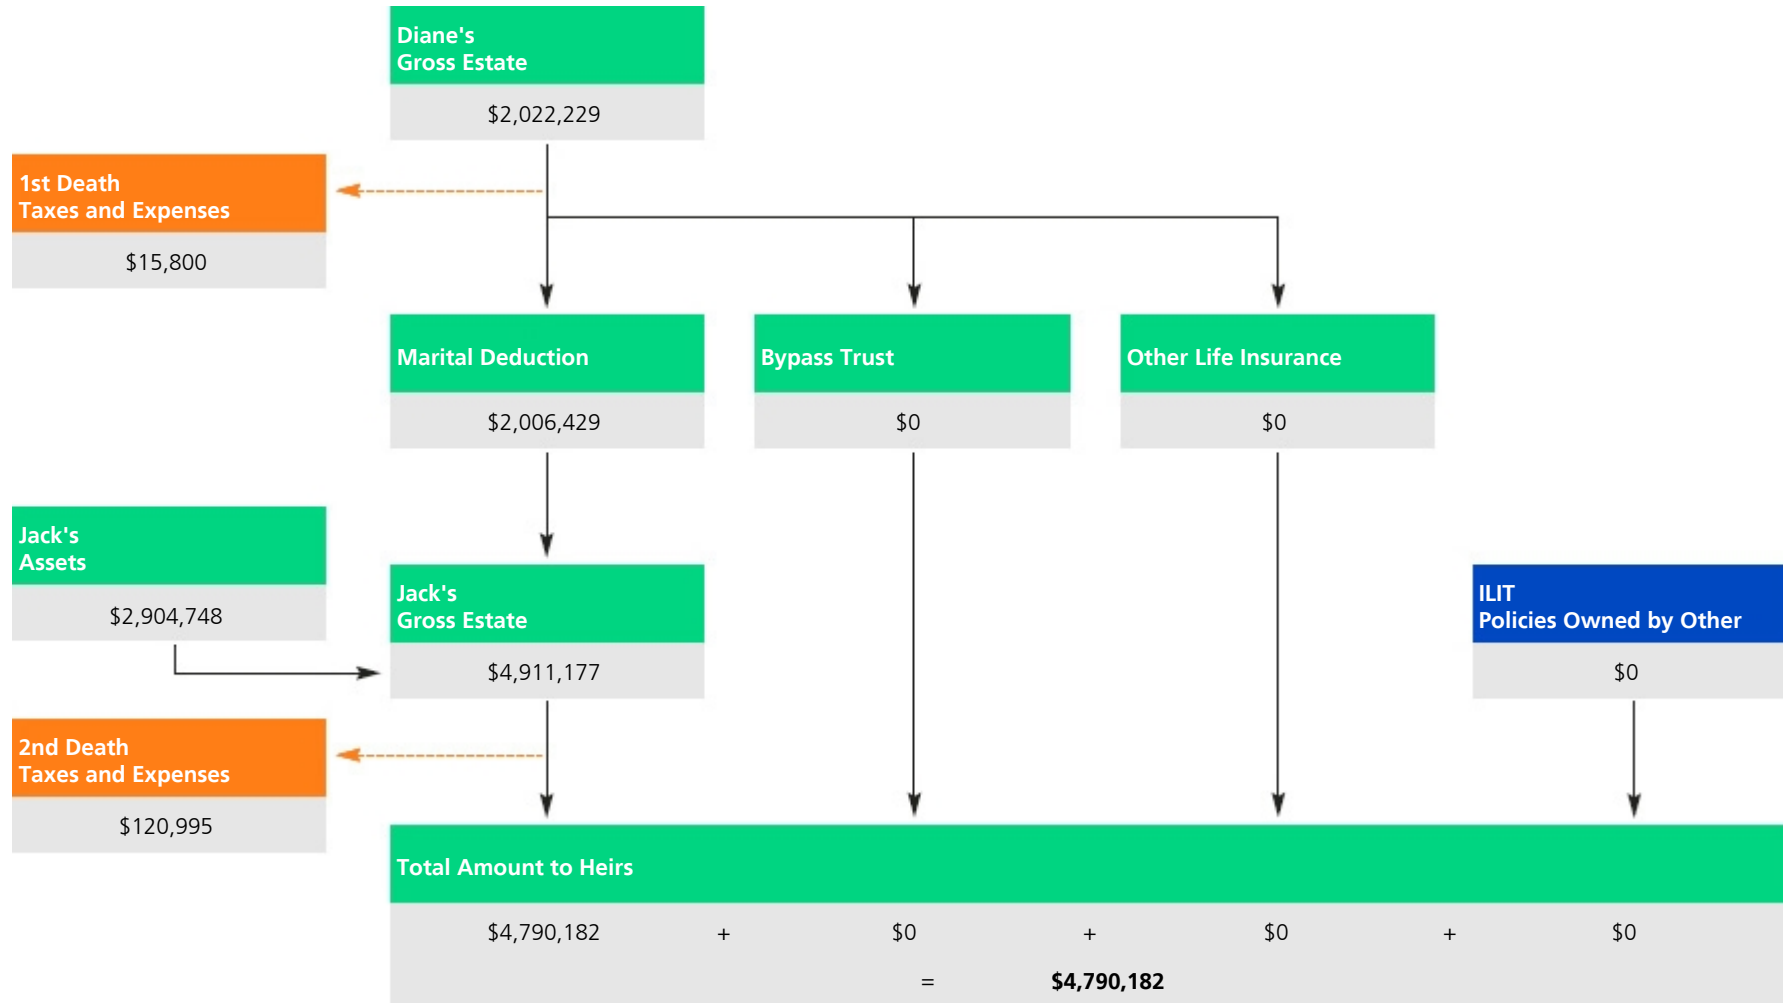 Diane's
Gross Estate
$2,022,229
1st Death
Taxes and Expenses
$15,800
Marital Deduction
$2,006,429
Bypass Trust
$0
Other Life Insurance
$0
Jack's
Assets
$2,904,748
Jack's
Gross Estate
$4,911,177
ILIT
Policies Owned by Other
$0
2nd Death
Taxes and Expenses
$120,995
Total Amount to Heirs
$4,790,182 + $0 + $0 + $0
= $4,790,182